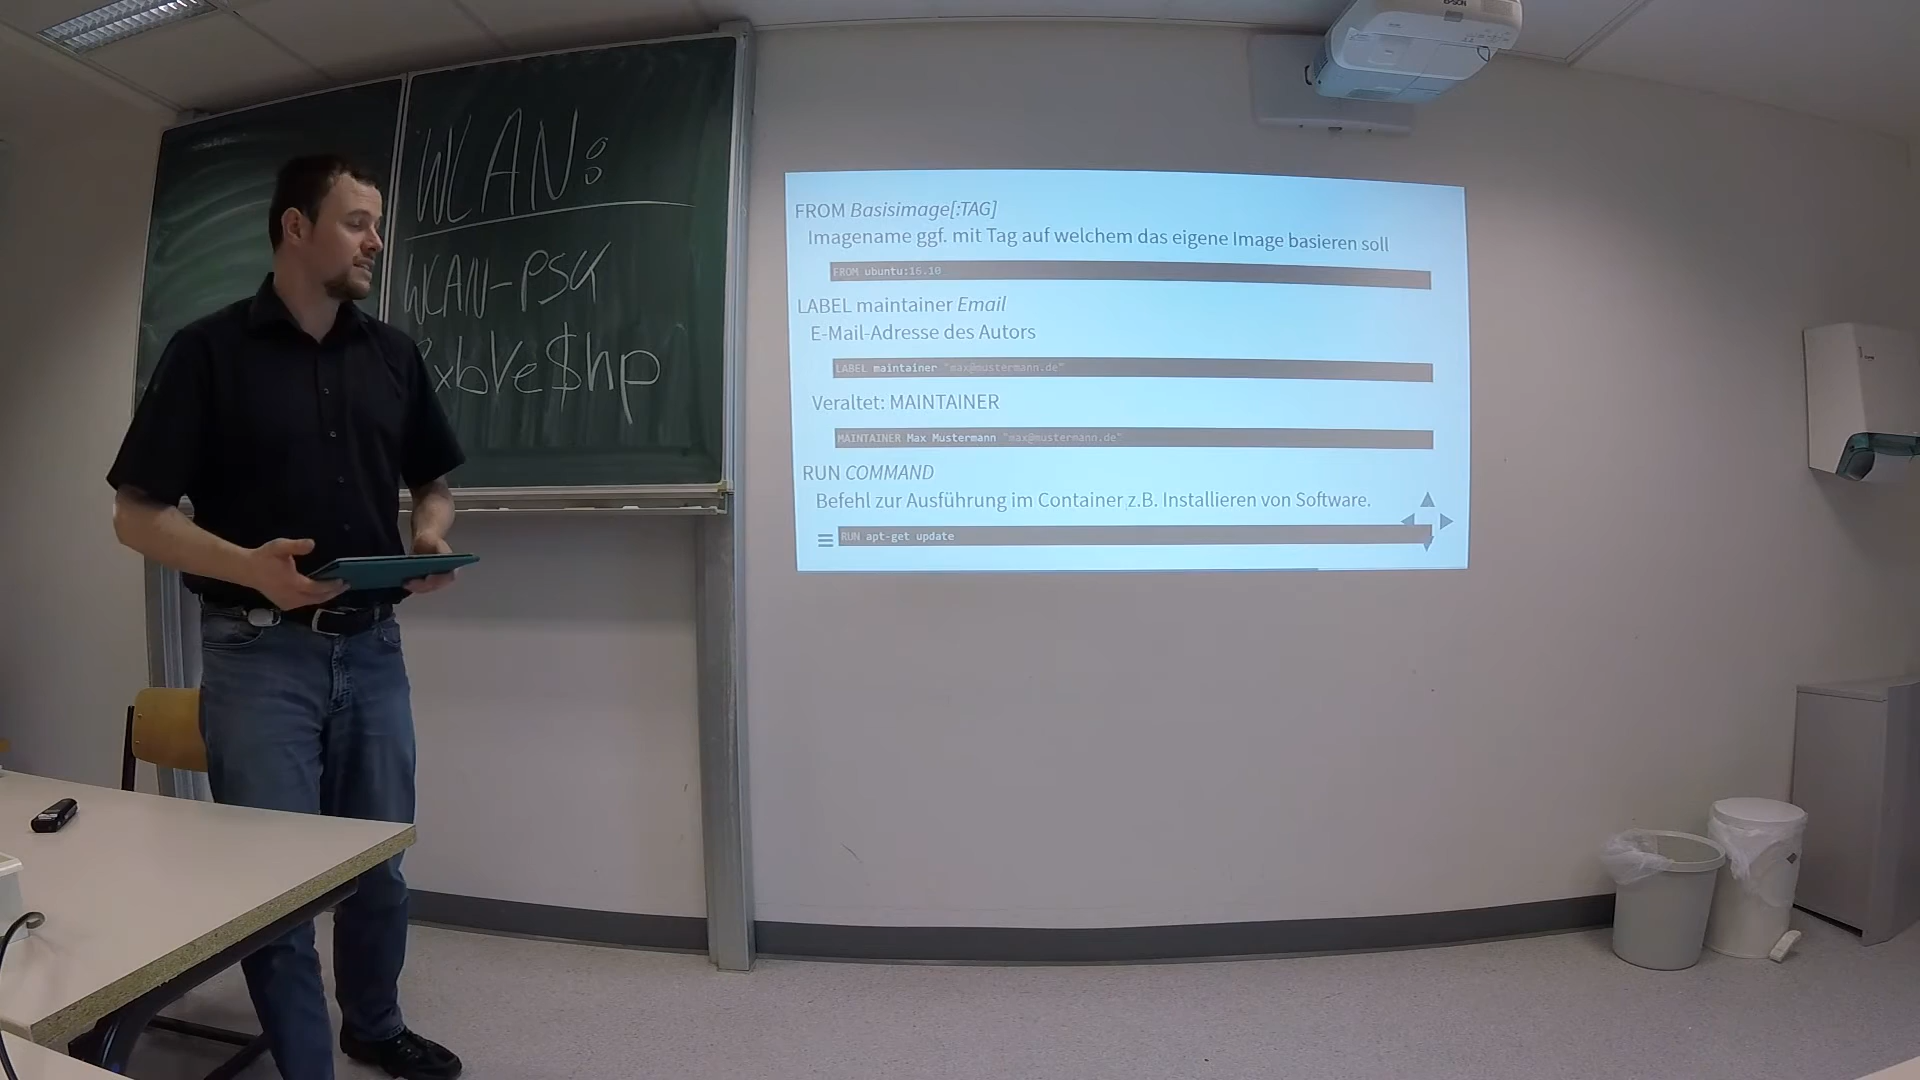 WLAN:
WLAN-PSK
xbVe$hp
EPSON
FROM Basisimage[:TAG]
Imagename ggf. mit Tag auf welchem das eigene Image basieren soll
FROM ubuntu:16.10
LABEL maintainer Email
E-Mail-Adresse des Autors
LABEL maintainer "max@mustermann.de"
Veraltet: MAINTAINER
MAINTAINER Max Mustermann "max@mustermann.de"
RUN COMMAND
Befehl zur Ausführung im Container z.B. Installieren von Software.
RUN apt-get update